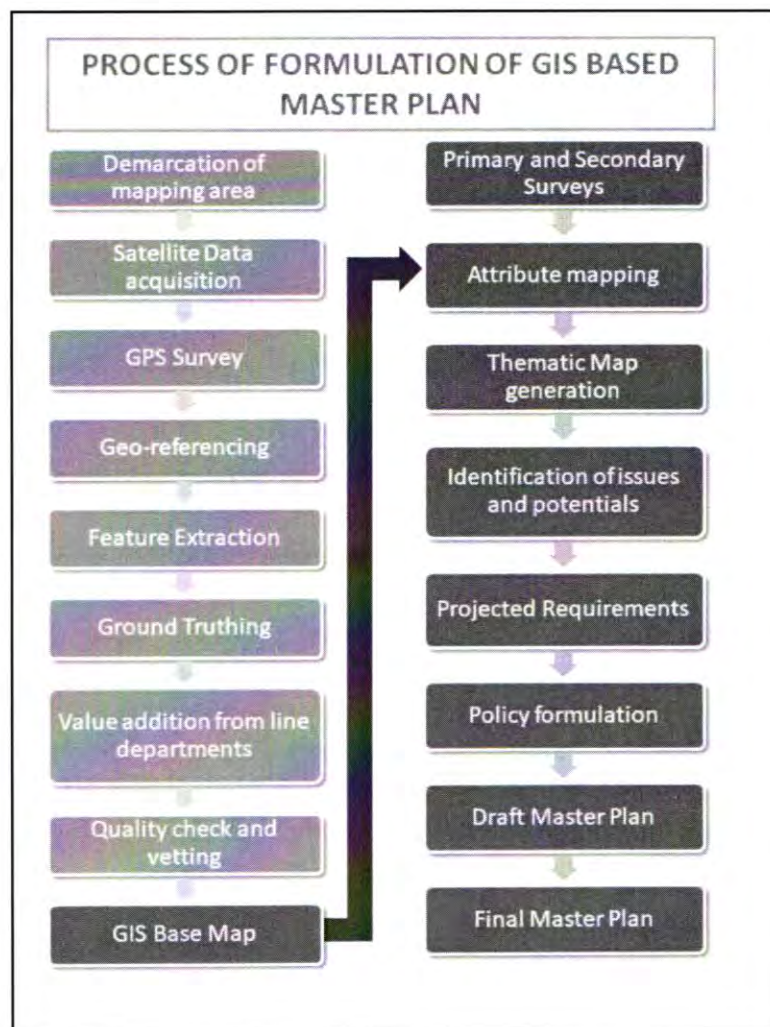 PROCESS OF FORMULATION OF GIS BASED
MASTER PLAN
Demarcation of
mapping area
Satellite Data
acquisition
GPS Survey
Geo-referencing
Feature Extraction
Ground Truthing
Value addition from line
departments
Quality check and
vetting
GIS Base Map
Primary and Secondary
Surveys
Attribute mapping
Thematic Map
generation
Identification of issues
and potentials
Projected Requirements
Policy formulation
Draft Master Plan
Final Master Plan